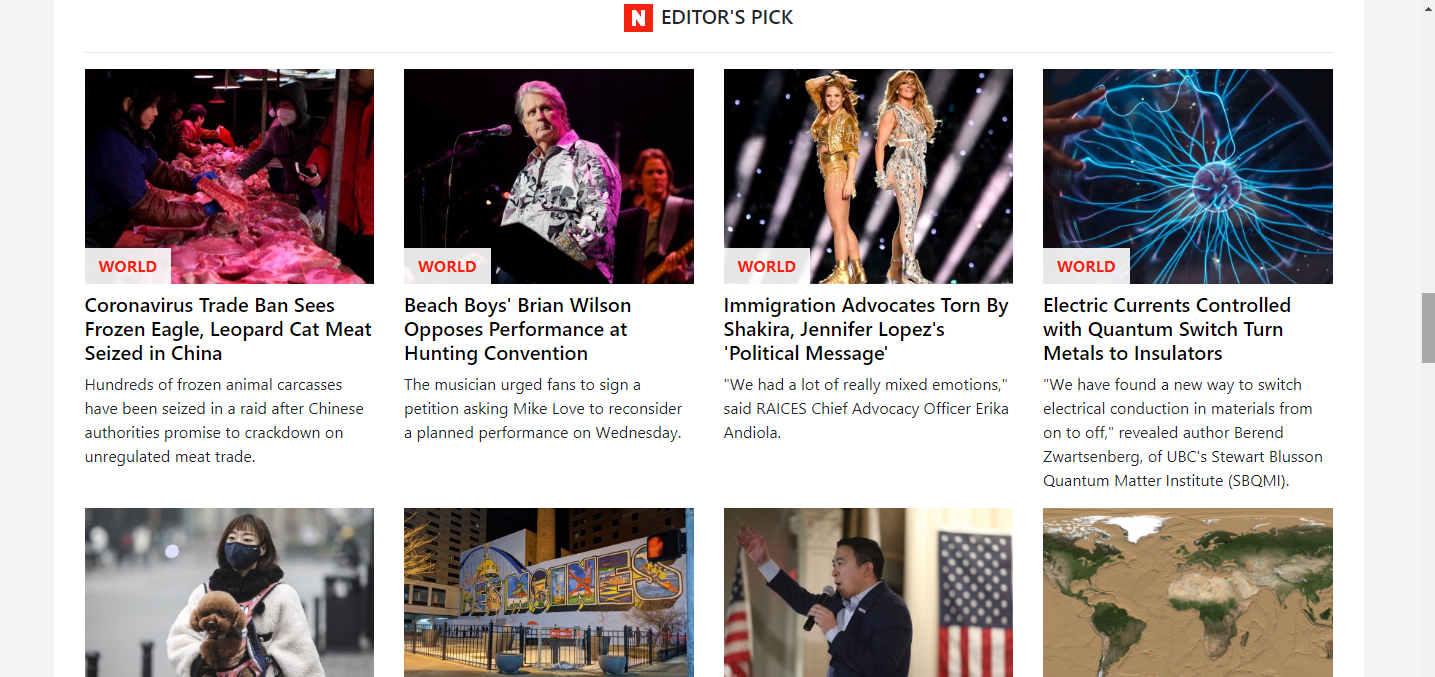 N EDITOR'S PICK
WORLD
WORLD
WORLD
WORLD
Coronavirus Trade Ban Sees
Frozen Eagle, Leopard Cat Meat
Seized in China
Hundreds of frozen animal carcasses
have been seized in a raid after Chinese
authorities promise to crackdown on
unregulated meat trade.
Beach Boys' Brian Wilson
Opposes Performance at
Hunting Convention
The musician urged fans to sign a
petition asking Mike Love to reconsider
a planned performance on Wednesday.
Immigration Advocates Torn By
Shakira, Jennifer Lopez's
'Political Message'
"We had a lot of really mixed emotions,"
said RAICES Chief Advocacy Officer Erika
Andiola.
Electric Currents Controlled
with Quantum Switch Turn
Metals to Insulators
"We have found a new way to switch
electrical conduction in materials from
on to off," revealed author Berend
Zwartsenberg, of UBC's Stewart Blusson
Quantum Matter Institute (SBQMI).
DES MOINES